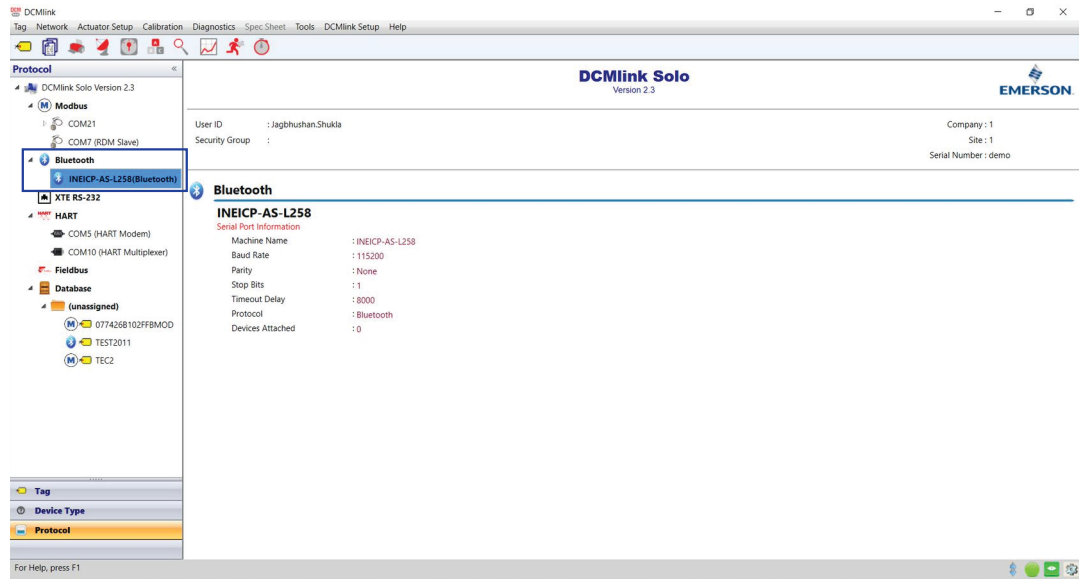 DCMlink
Tag Network Actuator Setup Calibration Diagnostics Spec Sheet Tools DCMlink Setup Help
Protocol «
DCMlink Solo Version 2.3
Modbus
COM21
COM7 (RDM Slave)
Bluetooth
INEICP-AS-L258(Bluetooth)
XTE RS-232
HART
COM5 (HART Modem)
COM10 (HART Multiplexer)
Fieldbus
Database
(unassigned)
077426B102FFBMOD
TEST2011
TEC2
Tag
Device Type
Protocol
DCMlink Solo
Version 2.3
EMERSON.
User ID : Jagbhushan.Shukla
Security Group :
Company : 1
Site : 1
Serial Number : demo
Bluetooth
INEICP-AS-L258
Serial Port Information
Machine Name : INEICP-AS-L258
Baud Rate : 115200
Parity : None
Stop Bits : 1
Timeout Delay : 8000
Protocol : Bluetooth
Devices Attached : 0
For Help, press F1